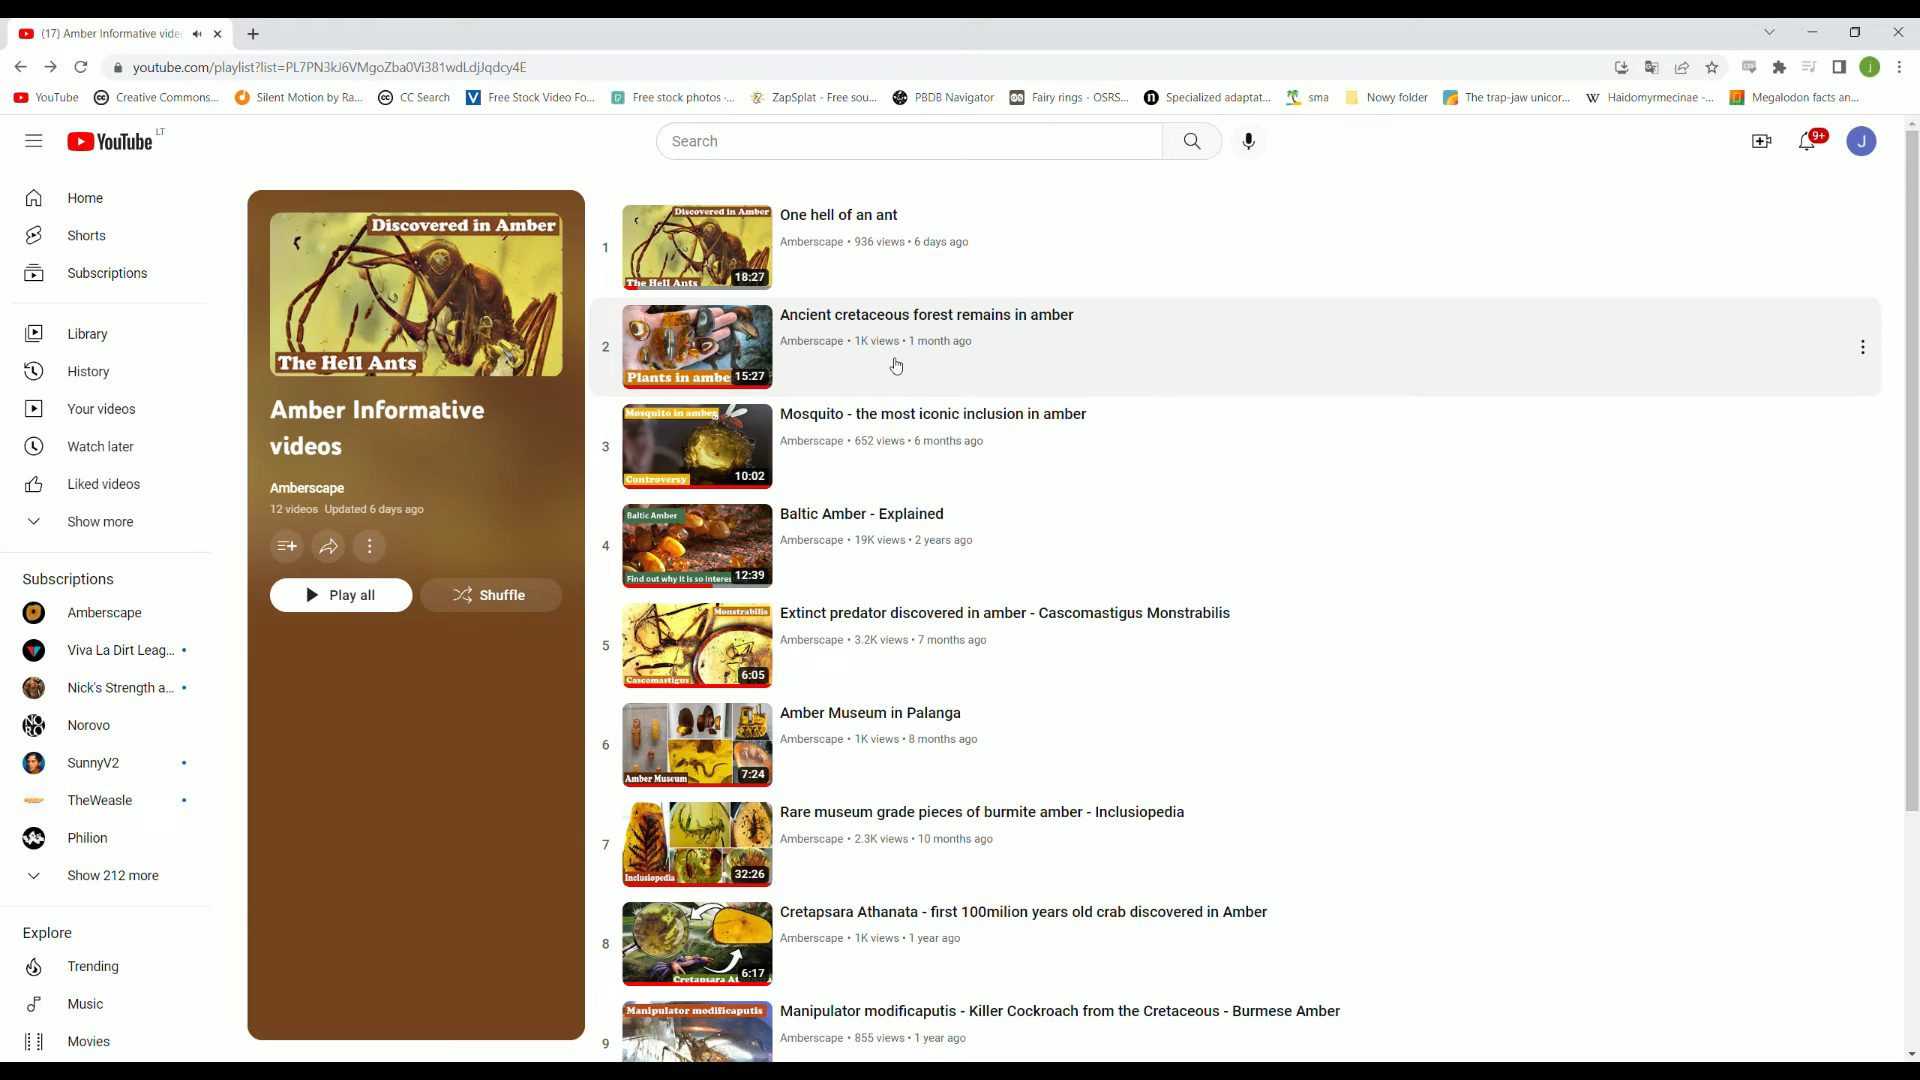 (17) Amber Informative vide
youtube.com/playlist?list=PL7PN3kJ6VMgoZba0Vi381wdLdjJqdcy4E
YouTube Creative Commons... Silent Motion by Ra... CC Search Free Stock Video Fo... Free stock photos ·... ZapSplat - Free sou... PBDB Navigator Fairy rings - OSRS... Specialized adaptat... sma Nowy folder The trap-jaw unicor... Haidomyrmecinae -... Megalodon facts an...
YouTube LT
Search
9+
J
Home
Shorts
Subscriptions
Library
History
Your videos
Watch later
Liked videos
Show more
Subscriptions
Amberscape
Viva La Dirt Leag...
Nick's Strength a...
Norovo
SunnyV2
TheWeasle
Philion
Show 212 more
Explore
Trending
Music
Movies
Discovered in Amber
The Hell Ants
Amber Informative
videos
Amberscape
12 videos Updated 6 days ago
Play all
Shuffle
1
Discovered in Amber
The Hell Ants
18:27
One hell of an ant
Amberscape • 936 views • 6 days ago
2
Plants in ambe
15:27
Ancient cretaceous forest remains in amber
Amberscape • 1K views • 1 month ago
3
Mosquito in amber
Controversy
10:02
Mosquito - the most iconic inclusion in amber
Amberscape • 652 views • 6 months ago
4
Baltic Amber
Find out why it is so interes
12:39
Baltic Amber - Explained
Amberscape • 19K views • 2 years ago
5
Monstrabilis
Cascomastigus
6:05
Extinct predator discovered in amber - Cascomastigus Monstrabilis
Amberscape • 3.2K views • 7 months ago
6
Amber Museum
7:24
Amber Museum in Palanga
Amberscape • 1K views • 8 months ago
7
Inclusiopedia
32:26
Rare museum grade pieces of burmite amber - Inclusiopedia
Amberscape • 2.3K views • 10 months ago
8
Cretapsara At
6:17
Cretapsara Athanata - first 100milion years old crab discovered in Amber
Amberscape • 1K views • 1 year ago
9
Manipulator modificaputis
Manipulator modificaputis - Killer Cockroach from the Cretaceous - Burmese Amber
Amberscape • 855 views • 1 year ago